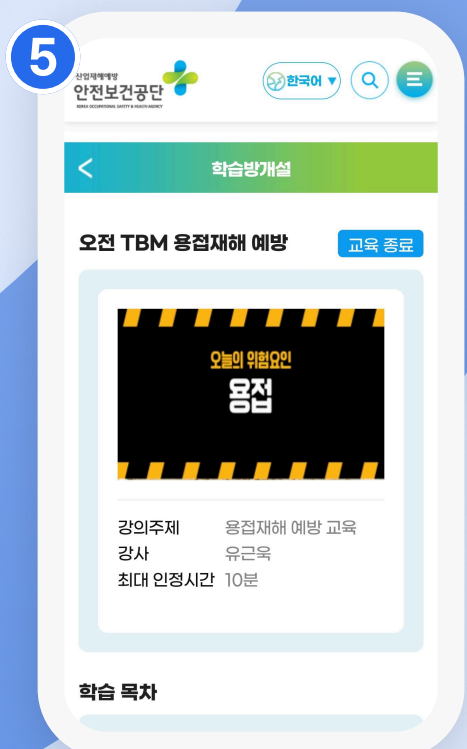 5
산업재해예방
안전보건공단
KOREA OCCUPATIONAL SAFETY & HEALTH AGENCY
한국어 ▼
< 학습방개설
오전 TBM 용접재해 예방 교육 종료
오늘의 위험요인
용접
강의주제 용접재해 예방 교육
강사 유근욱
최대 인정시간 10분
학습 목차